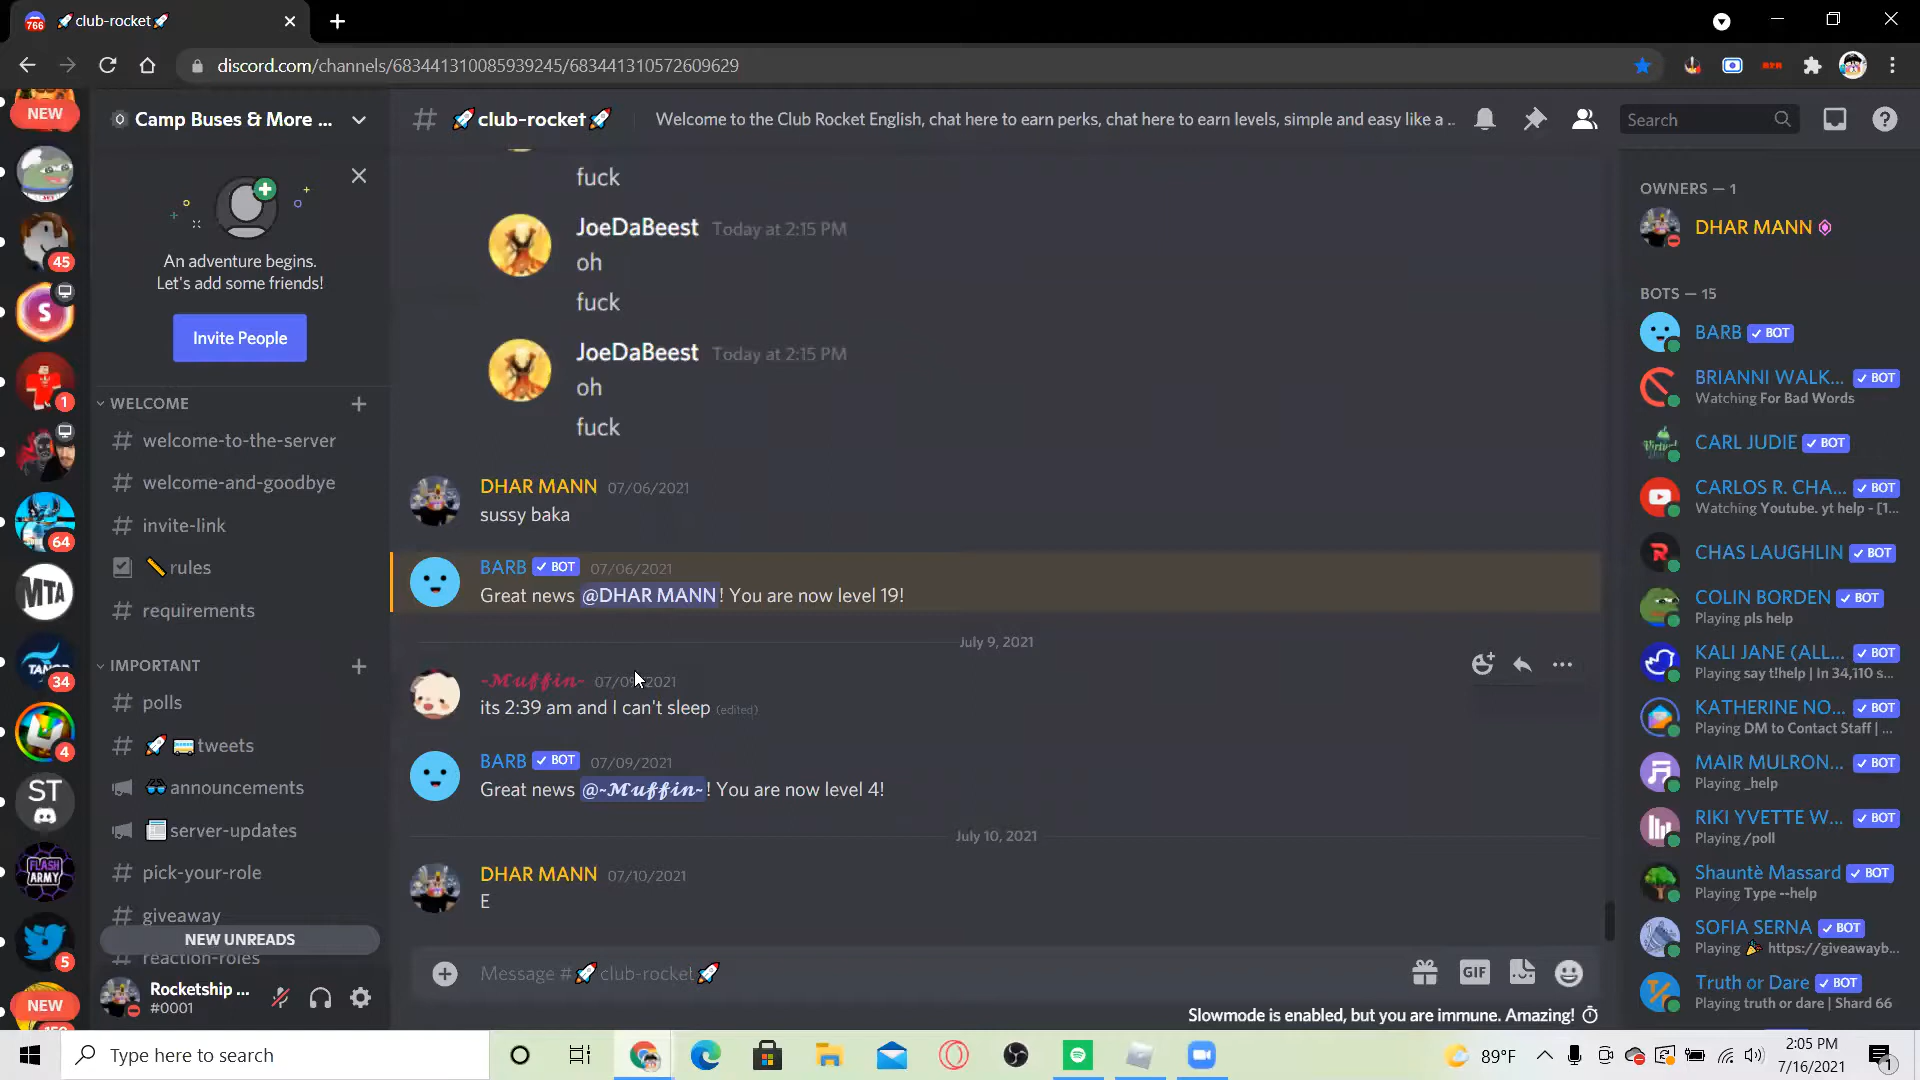 766 🚀club-rocket🚀
discord.com/channels/683441310085939245/683441310572609629
NEW
45
S
1
64
MTA
TANGO
34
4
ST
FLASH
ARMY
5
NEW
Camp Buses & More ...
An adventure begins.
Let's add some friends!
Invite People
WELCOME
welcome-to-the-server
welcome-and-goodbye
invite-link
📏rules
requirements
IMPORTANT
polls
🚀🚌tweets
announcements
server-updates
pick-your-role
giveaway
NEW UNREADS
reaction-roles
Rocketship ...
#0001
# 🚀club-rocket🚀
Welcome to the Club Rocket English, chat here to earn perks, chat here to earn levels, simple and easy like a ..
Search
fuck
JoeDaBeest Today at 2:15 PM
oh
fuck
JoeDaBeest Today at 2:15 PM
oh
fuck
DHAR MANN 07/06/2021
sussy baka
BARB ✓ BOT 07/06/2021
Great news @DHAR MANN! You are now level 19!
July 9, 2021
~𝓜𝓾𝓯𝓯𝓲𝓷~ 07/09/2021
its 2:39 am and I can't sleep (edited)
BARB ✓ BOT 07/09/2021
Great news @~𝓜𝓾𝓯𝓯𝓲𝓷~! You are now level 4!
July 10, 2021
DHAR MANN 07/10/2021
E
Message #🚀club-rocket🚀
GIF
Slowmode is enabled, but you are immune. Amazing!
OWNERS — 1
DHAR MANN
BOTS — 15
BARB ✓ BOT
BRIANNI WALK... ✓ BOT
Watching For Bad Words
CARL JUDIE ✓ BOT
CARLOS R. CHA... ✓ BOT
Watching Youtube. yt help - [1...
CHAS LAUGHLIN ✓ BOT
COLIN BORDEN ✓ BOT
Playing pls help
KALI JANE (ALL... ✓ BOT
Playing say t!help | In 34,110 s...
KATHERINE NO... ✓ BOT
Playing DM to Contact Staff | ...
MAIR MULRON... ✓ BOT
Playing _help
RIKI YVETTE W... ✓ BOT
Playing /poll
Shauntè Massard ✓ BOT
Playing Type --help
SOFIA SERNA ✓ BOT
Playing 🎉 https://giveawayb...
Truth or Dare ✓ BOT
Playing truth or dare | Shard 66
Type here to search
89°F
2:05 PM
7/16/2021
1